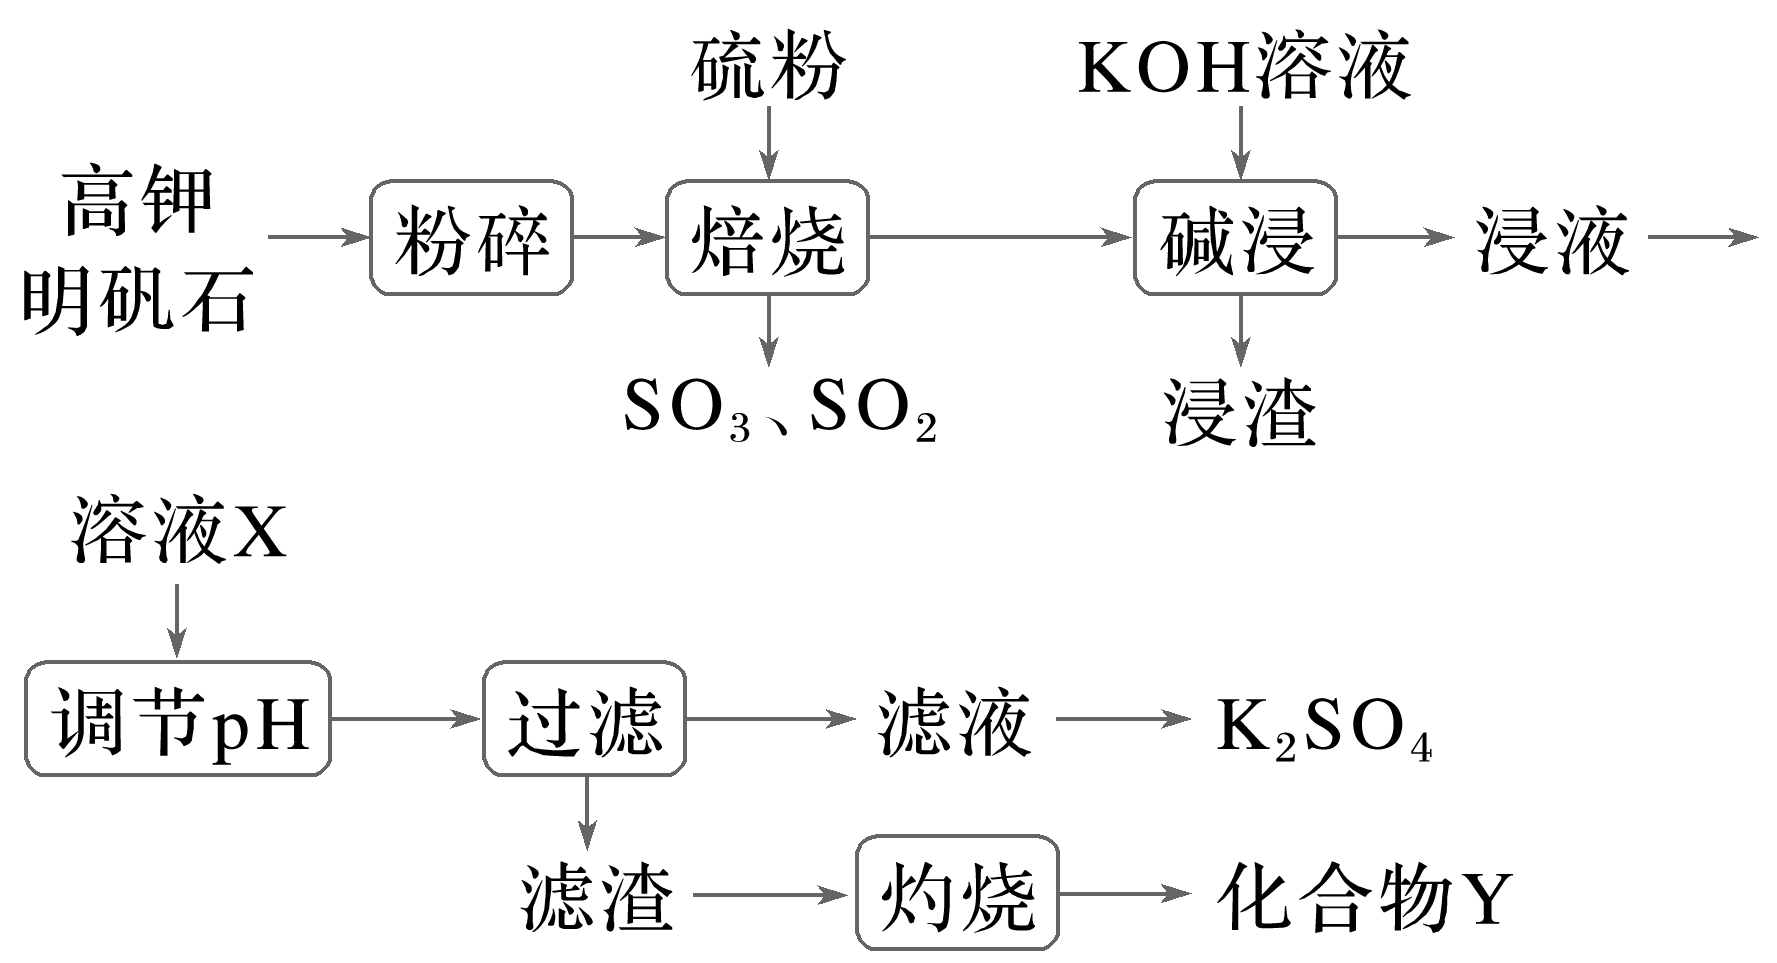 硫粉
KOH溶液
高钾
明矾石
粉碎
焙烧
碱浸
浸液
SO₃、SO₂
浸渣
溶液X
调节pH
过滤
滤液
K₂SO₄
滤渣
灼烧
化合物Y